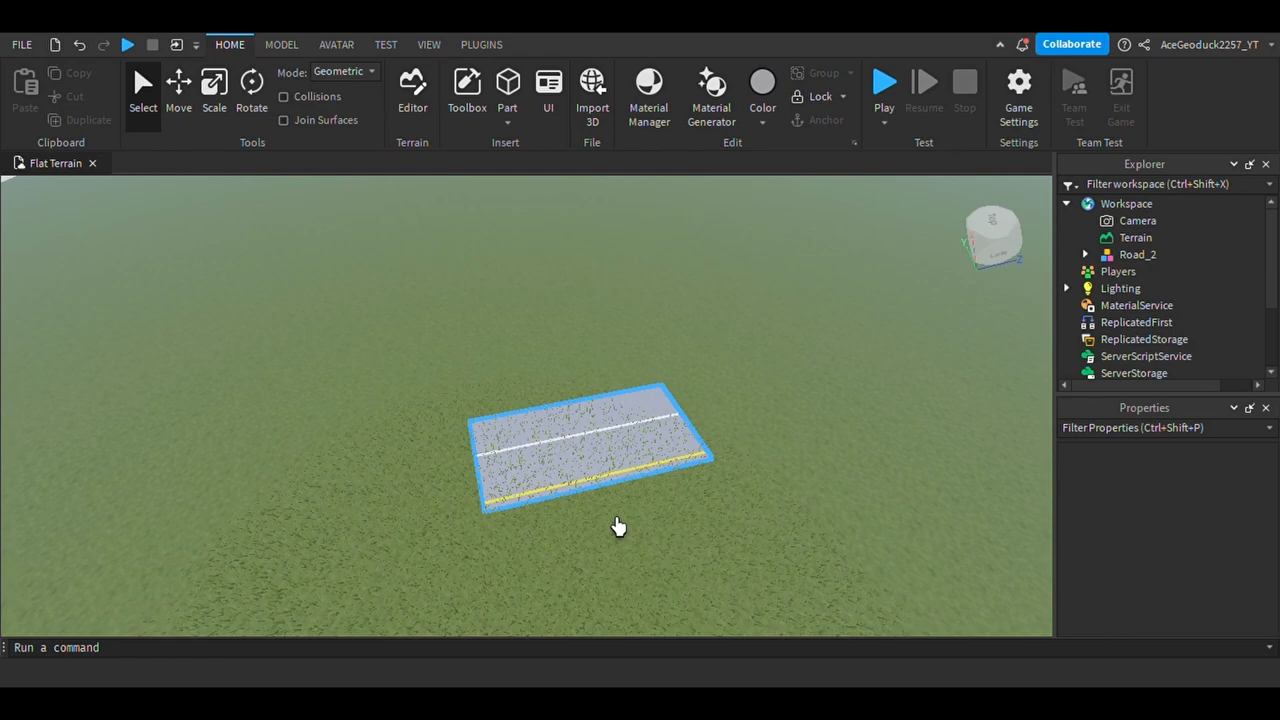 FILE HOME MODEL AVATAR TEST VIEW PLUGINS Collaborate AceGeoduck2257_YT
Paste Copy Cut Duplicate
Clipboard
Select Move Scale Rotate Mode: Geometric Collisions Join Surfaces
Tools
Editor
Terrain
Toolbox Part UI
Insert
Import 3D
File
Material Manager Material Generator Color Group Lock Anchor
Edit
Play Resume Stop
Test
Game Settings
Settings
Team Test Exit Game
Team Test
Flat Terrain
Explorer
Filter workspace (Ctrl+Shift+X)
Workspace
Camera
Terrain
Road_2
Players
Lighting
MaterialService
ReplicatedFirst
ReplicatedStorage
ServerScriptService
ServerStorage
Properties
Filter Properties (Ctrl+Shift+P)
Y
Z
Run a command